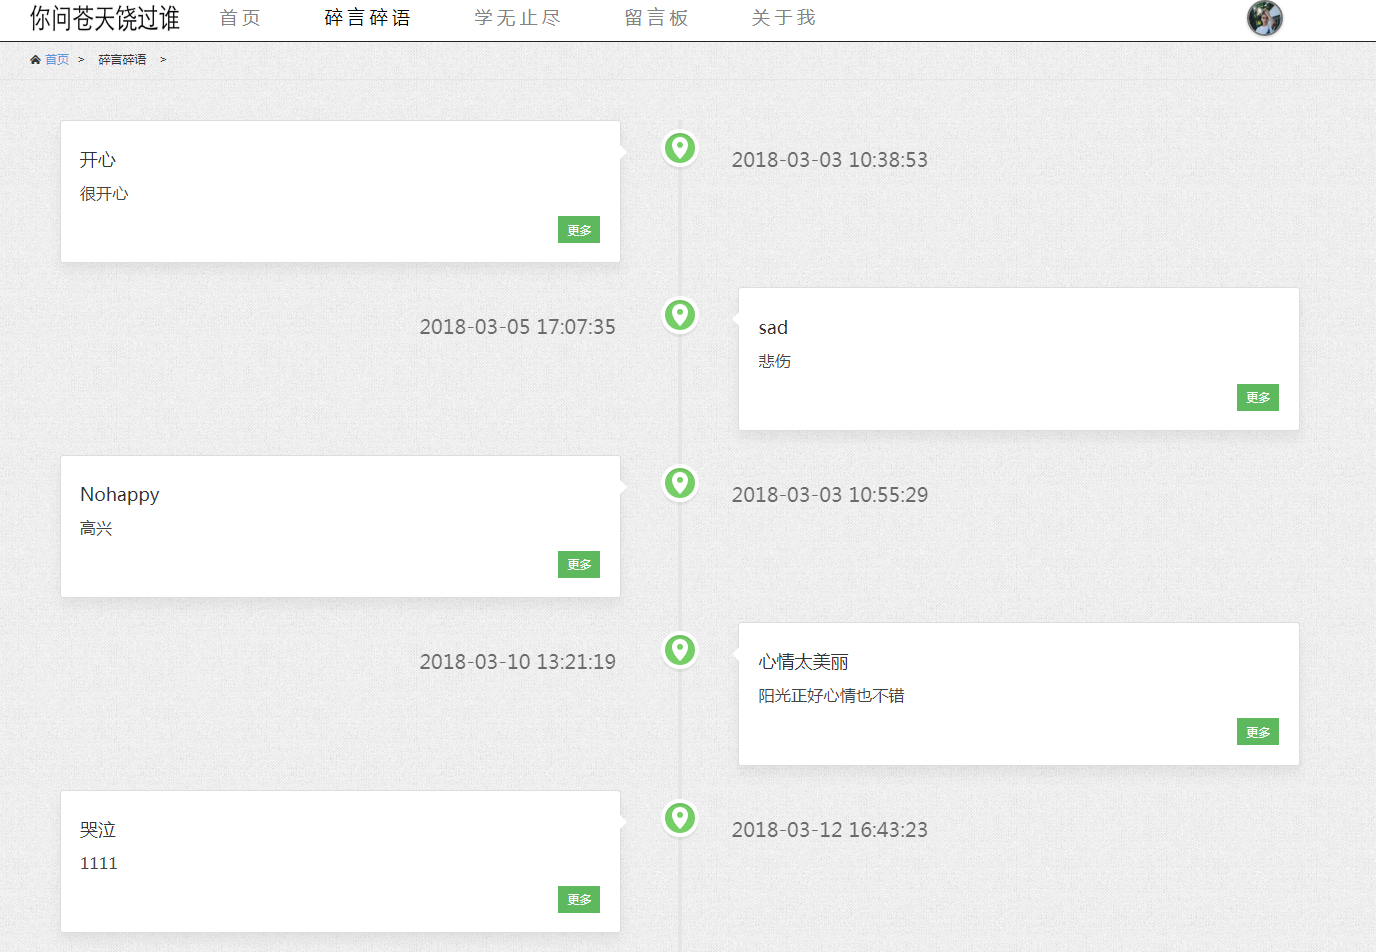 你问苍天饶过谁 首页 碎言碎语 学无止尽 留言板 关于我
首页 > 碎言碎语 >
开心
很开心
更多
2018-03-03 10:38:53
2018-03-05 17:07:35
sad
悲伤
更多
Nohappy
高兴
更多
2018-03-03 10:55:29
2018-03-10 13:21:19
心情太美丽
阳光正好心情也不错
更多
哭泣
1111
更多
2018-03-12 16:43:23